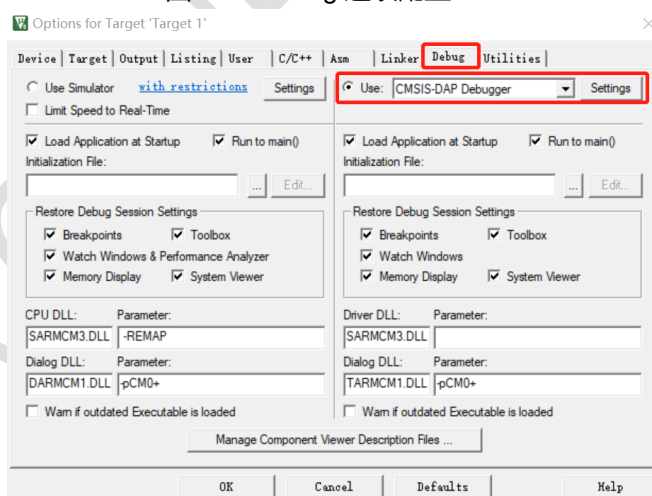 Options for Target 'Target 1'
Device Target Output Listing User C/C++ Asm Linker Debug Utilities
Use Simulator with restrictions Settings
Limit Speed to Real-Time
Use: CMSIS-DAP Debugger Settings
Load Application at Startup Run to main()
Initialization File:
... Edit...
Restore Debug Session Settings
Breakpoints Toolbox
Watch Windows & Performance Analyzer
Memory Display System Viewer
Load Application at Startup Run to main()
Initialization File:
... Edit...
Restore Debug Session Settings
Breakpoints Toolbox
Watch Windows
Memory Display System Viewer
CPU DLL: Parameter:
SARMCM3.DLL -REMAP
Dialog DLL: Parameter:
DARMCM1.DLL -pCM0+
Warn if outdated Executable is loaded
Driver DLL: Parameter:
SARMCM3.DLL
Dialog DLL: Parameter:
TARMCM1.DLL -pCM0+
Warn if outdated Executable is loaded
Manage Component Viewer Description Files ...
OK Cancel Defaults Help